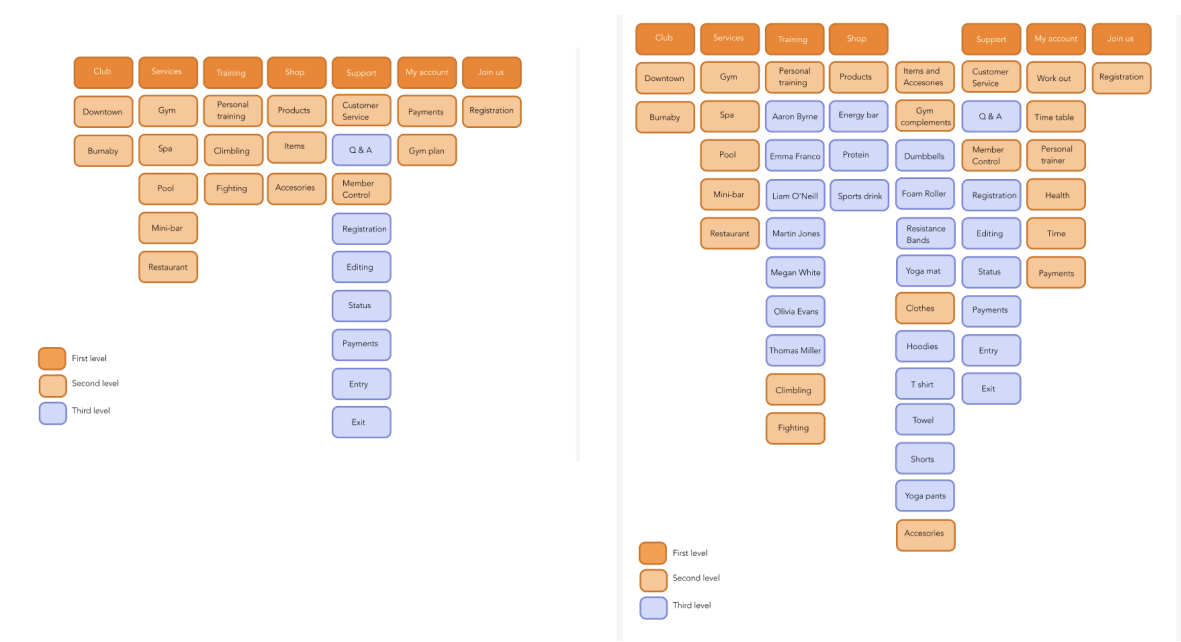 Club
Services
Training
Shop
Support
My account
Join us
Downtown
Gym
Personal
training
Products
Customer
Service
Payments
Registration
Burnaby
Spa
Climbling
Items
Q & A
Gym plan
Pool
Fighting
Accesories
Member
Control
Mini-bar
Registration
Restaurant
Editing
Status
Payments
Entry
Exit
First level
Second level
Third level
Club
Services
Training
Shop
Support
My account
Join us
Downtown
Gym
Personal
training
Products
Items and
Accesories
Customer
Service
Work out
Registration
Burnaby
Spa
Aaron Byrne
Energy bar
Gym
complements
Q & A
Time table
Pool
Emma Franco
Protein
Dumbbells
Member
Control
Personal
trainer
Mini-bar
Liam O'Neill
Sports drink
Foam Roller
Registration
Health
Restaurant
Martin Jones
Resistance
Bands
Editing
Time
Megan White
Yoga mat
Status
Payments
Olivia Evans
Clothes
Payments
Thomas Miller
Hoodies
Entry
Climbling
T shirt
Exit
Fighting
Towel
Shorts
Yoga pants
Accesories
First level
Second level
Third level